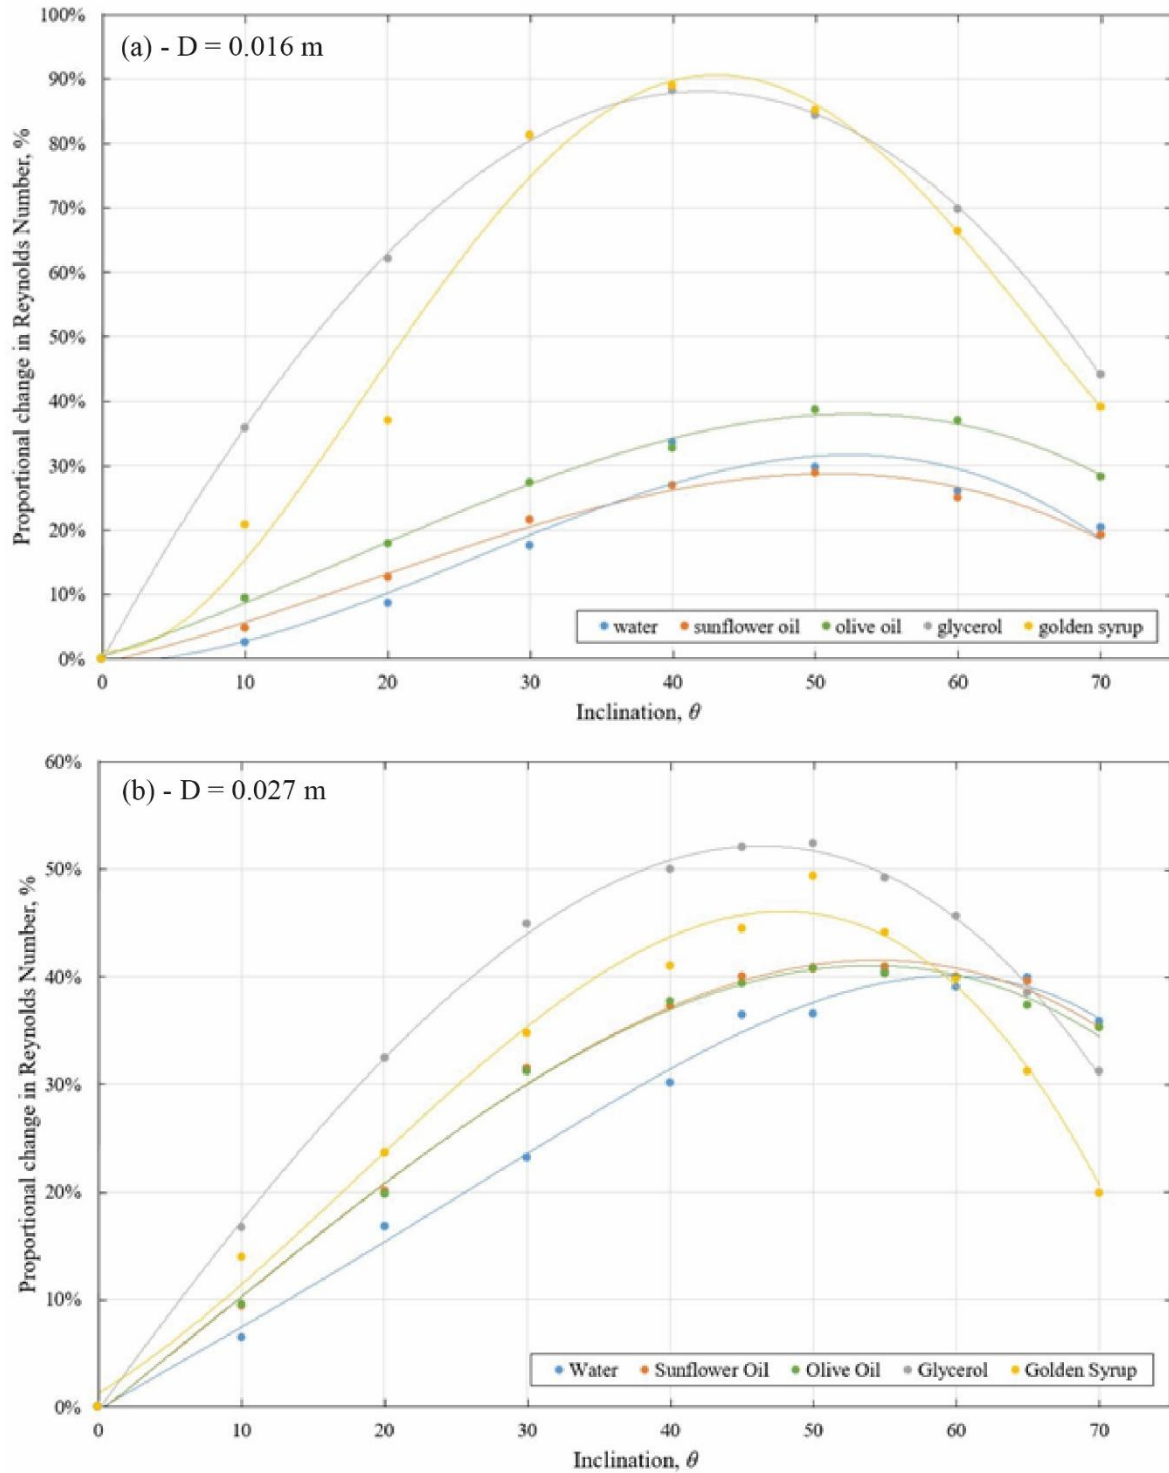 (a) - D = 0.016 m
Proportional change in Reynolds Number, %
100%
90%
80%
70%
60%
50%
40%
30%
20%
10%
0%
water sunflower oil olive oil glycerol golden syrup
0 10 20 30 40 50 60 70
Inclination, θ
(b) - D = 0.027 m
Proportional change in Reynolds Number, %
60%
50%
40%
30%
20%
10%
0%
Water Sunflower Oil Olive Oil Glycerol Golden Syrup
0 10 20 30 40 50 60 70
Inclination, θ